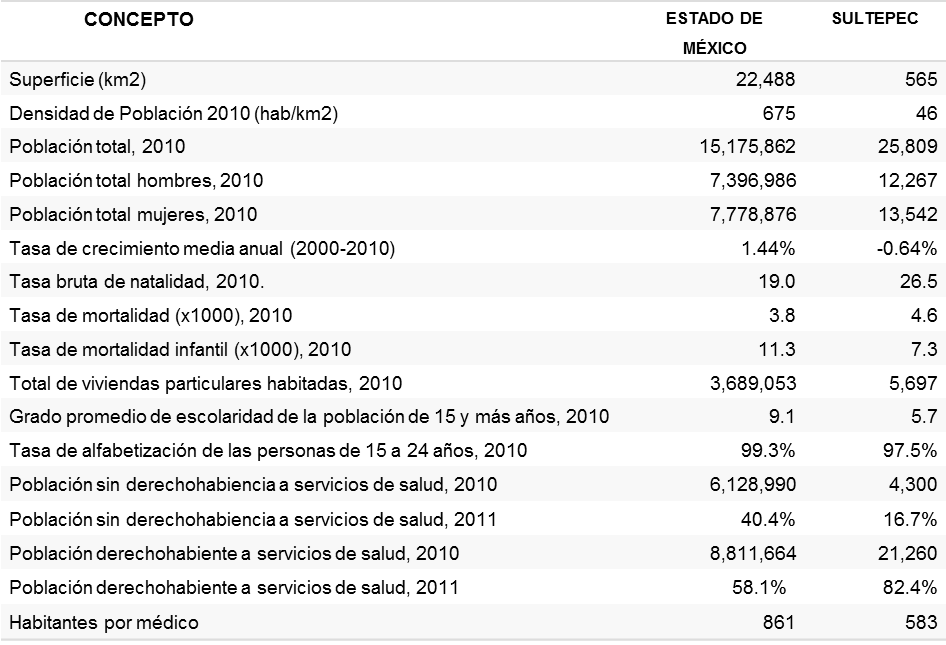 CONCEPTO ESTADO DE MÉXICO SULTEPEC
Superficie (km2) 22,488 565
Densidad de Población 2010 (hab/km2) 675 46
Población total, 2010 15,175,862 25,809
Población total hombres, 2010 7,396,986 12,267
Población total mujeres, 2010 7,778,876 13,542
Tasa de crecimiento media anual (2000-2010) 1.44% -0.64%
Tasa bruta de natalidad, 2010. 19.0 26.5
Tasa de mortalidad (x1000), 2010 3.8 4.6
Tasa de mortalidad infantil (x1000), 2010 11.3 7.3
Total de viviendas particulares habitadas, 2010 3,689,053 5,697
Grado promedio de escolaridad de la población de 15 y más años, 2010 9.1 5.7
Tasa de alfabetización de las personas de 15 a 24 años, 2010 99.3% 97.5%
Población sin derechohabiencia a servicios de salud, 2010 6,128,990 4,300
Población sin derechohabiencia a servicios de salud, 2011 40.4% 16.7%
Población derechohabiente a servicios de salud, 2010 8,811,664 21,260
Población derechohabiente a servicios de salud, 2011 58.1% 82.4%
Habitantes por médico 861 583